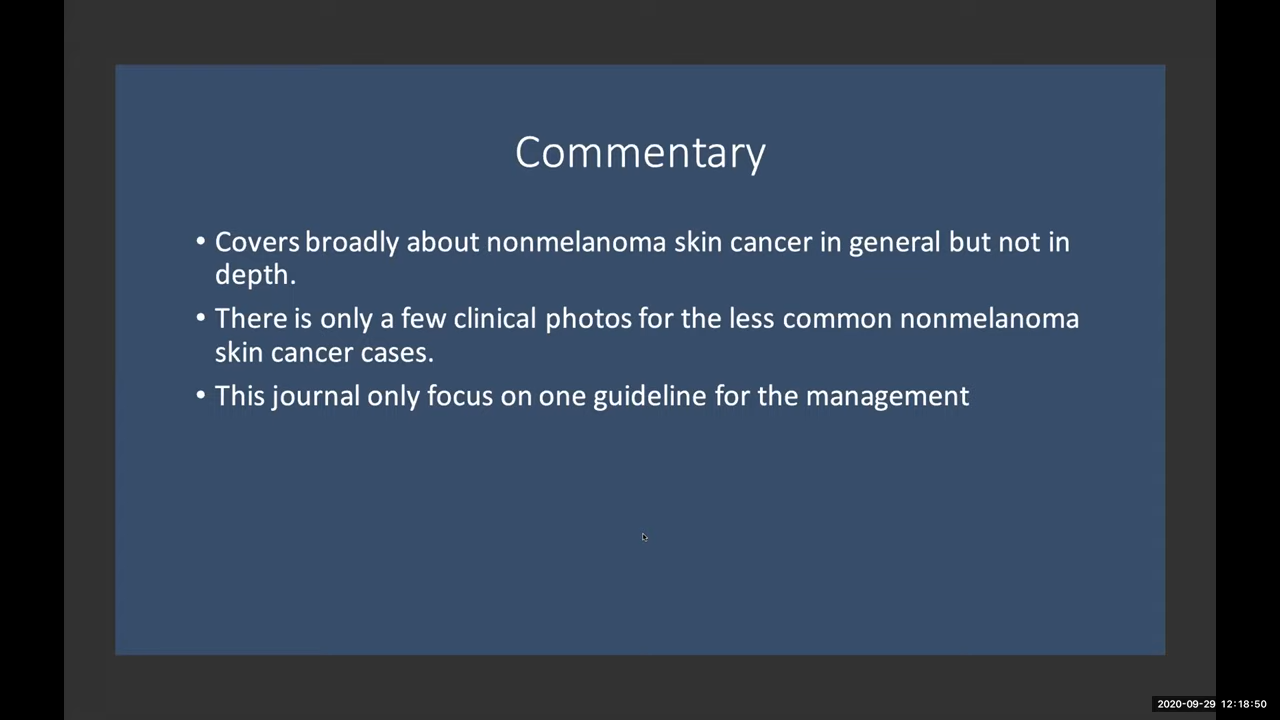 Commentary
• Covers broadly about nonmelanoma skin cancer in general but not in
depth.
• There is only a few clinical photos for the less common nonmelanoma
skin cancer cases.
• This journal only focus on one guideline for the management
2020-09-29 12:18:50